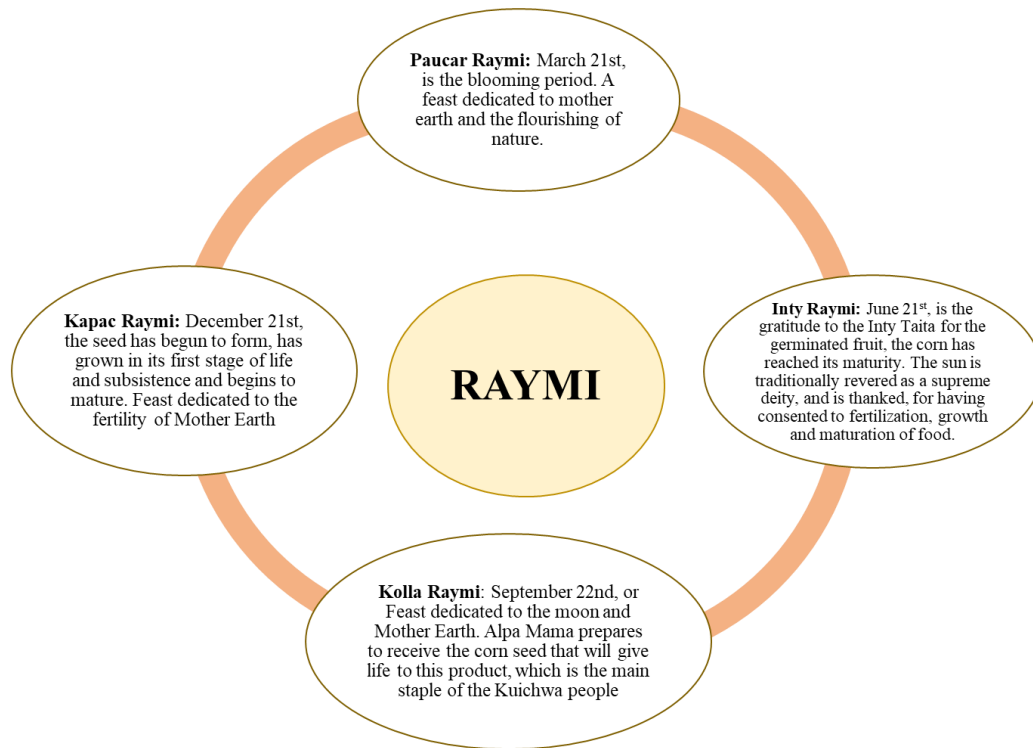 Paucar Raymi: March 21st,
is the blooming period. A
feast dedicated to mother
earth and the flourishing of
nature.
Inty Raymi: June 21st, is the
gratitude to the Inty Taita for the
germinated fruit, the corn has
reached its maturity. The sun is
traditionally revered as a supreme
deity, and is thanked, for having
consented to fertilization, growth
and maturation of food.
Kolla Raymi: September 22nd, or
Feast dedicated to the moon and
Mother Earth. Alpa Mama prepares
to receive the corn seed that will give
life to this product, which is the main
staple of the Kuichwa people
Kapac Raymi: December 21st,
the seed has begun to form, has
grown in its first stage of life
and subsistence and begins to
mature. Feast dedicated to the
fertility of Mother Earth
RAYMI